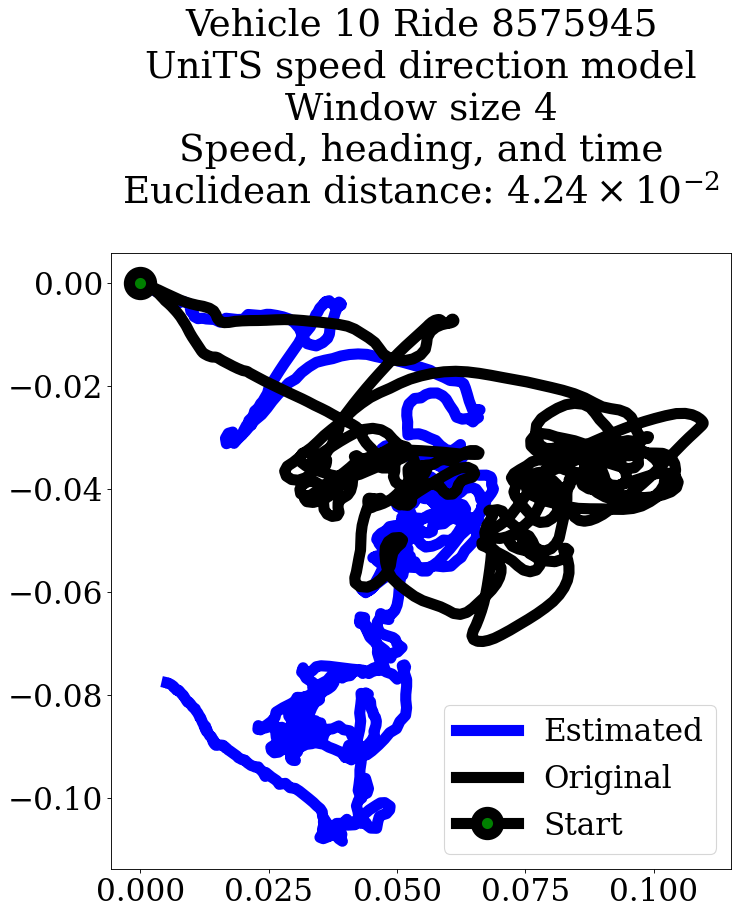 Vehicle 10 Ride 8575945
UniTS speed direction model
Window size 4
Speed, heading, and time
Euclidean distance: 4.24 × 10⁻²
0.00
−0.02
−0.04
−0.06
−0.08
−0.10
Estimated
Original
Start
0.000 0.025 0.050 0.075 0.100